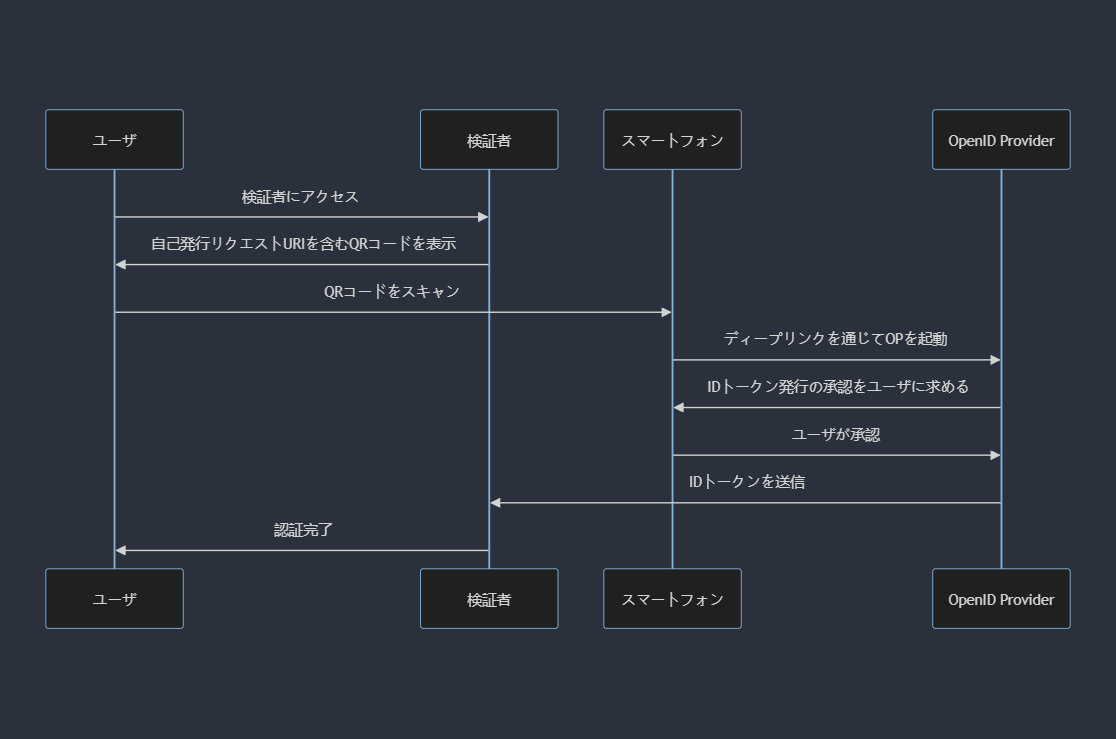 ユーザ
検証者
スマートフォン
OpenID Provider
検証者にアクセス
自己発行リクエストURIを含むQRコードを表示
QRコードをスキャン
ディープリンクを通じてOPを起動
IDトークン発行の承認をユーザに求める
ユーザが承認
IDトークンを送信
認証完了
ユーザ
検証者
スマートフォン
OpenID Provider